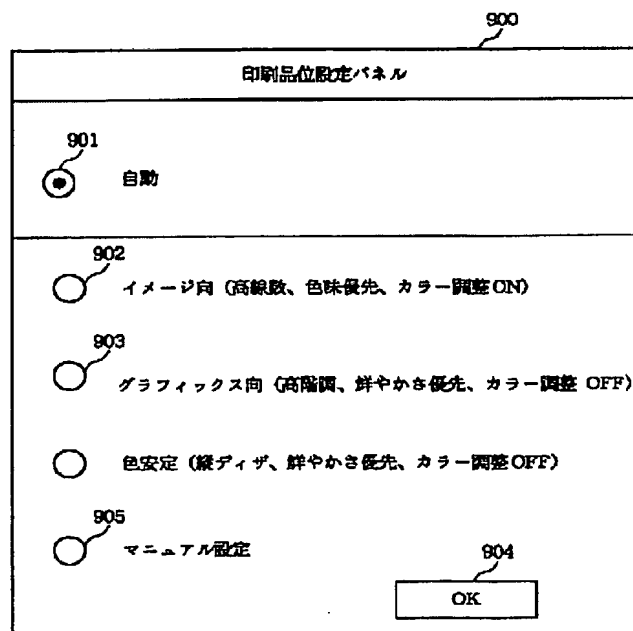 900
印刷品位設定パネル
901
自動
902
イメージ向（高線数、色味優先、カラー調整ON）
903
グラフィックス向（高階調、鮮やかさ優先、カラー調整 OFF）
色安定（縦ディザ、鮮やかさ優先、カラー調整OFF）
905
マニュアル設定
904
OK